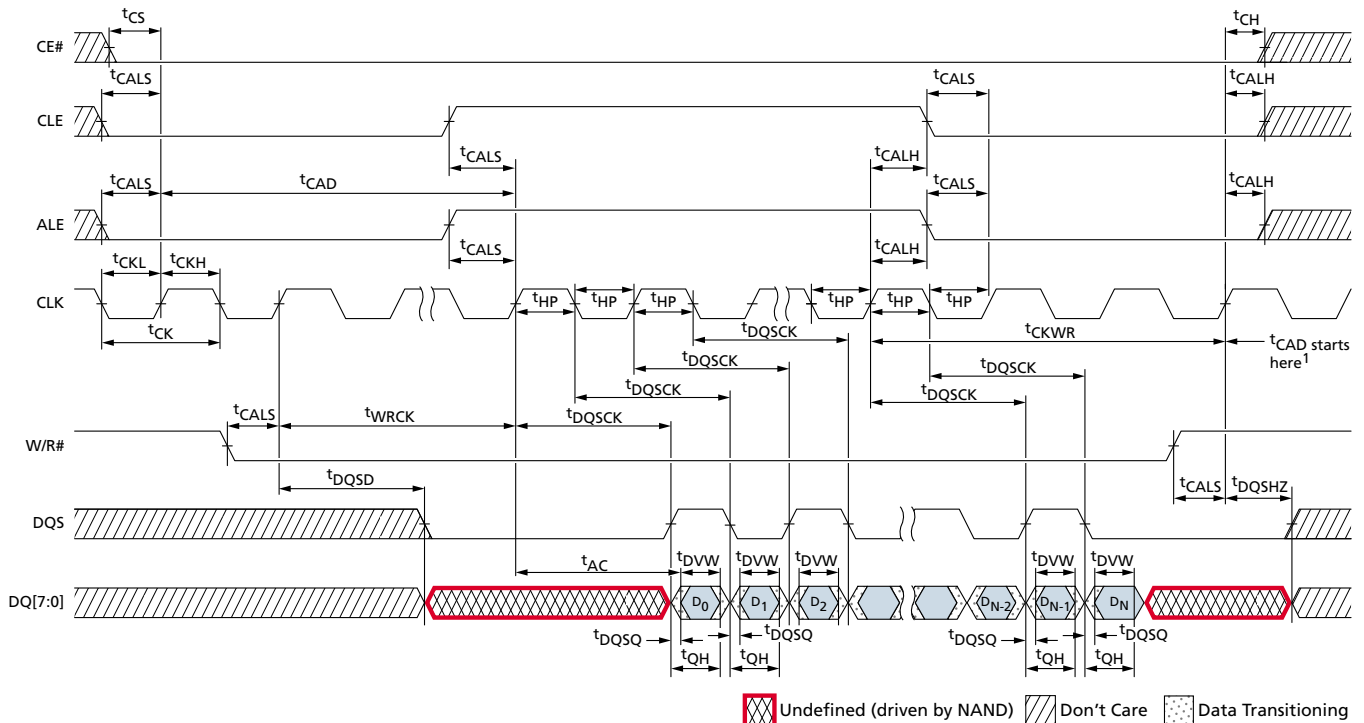 tCS
tCH
CE#
tCALS
tCALS
tCALH
CLE
tCALS
tCALH
tCALS
tCAD
tCALS
tCALH
ALE
tCKL
tCKH
tCALS
tCALH
CLK
tHP
tHP
tHP
tHP
tHP
tHP
tCK
tDQSCK
tCKWR
tCAD starts
here1
tDQSCK
tDQSCK
tDQSCK
tDQSCK
tCALS
tWRCK
tDQSCK
W/R#
tDQSD
tCALS
tDQSHZ
DQS
tAC
tDVW
tDVW
tDVW
tDVW
tDVW
DQ[7:0]
D0
D1
D2
DN-2
DN-1
DN
tDQSQ
tDQSQ
tDQSQ
tDQSQ
tQH
tQH
tQH
tQH
Undefined (driven by NAND)
Don't Care
Data Transitioning